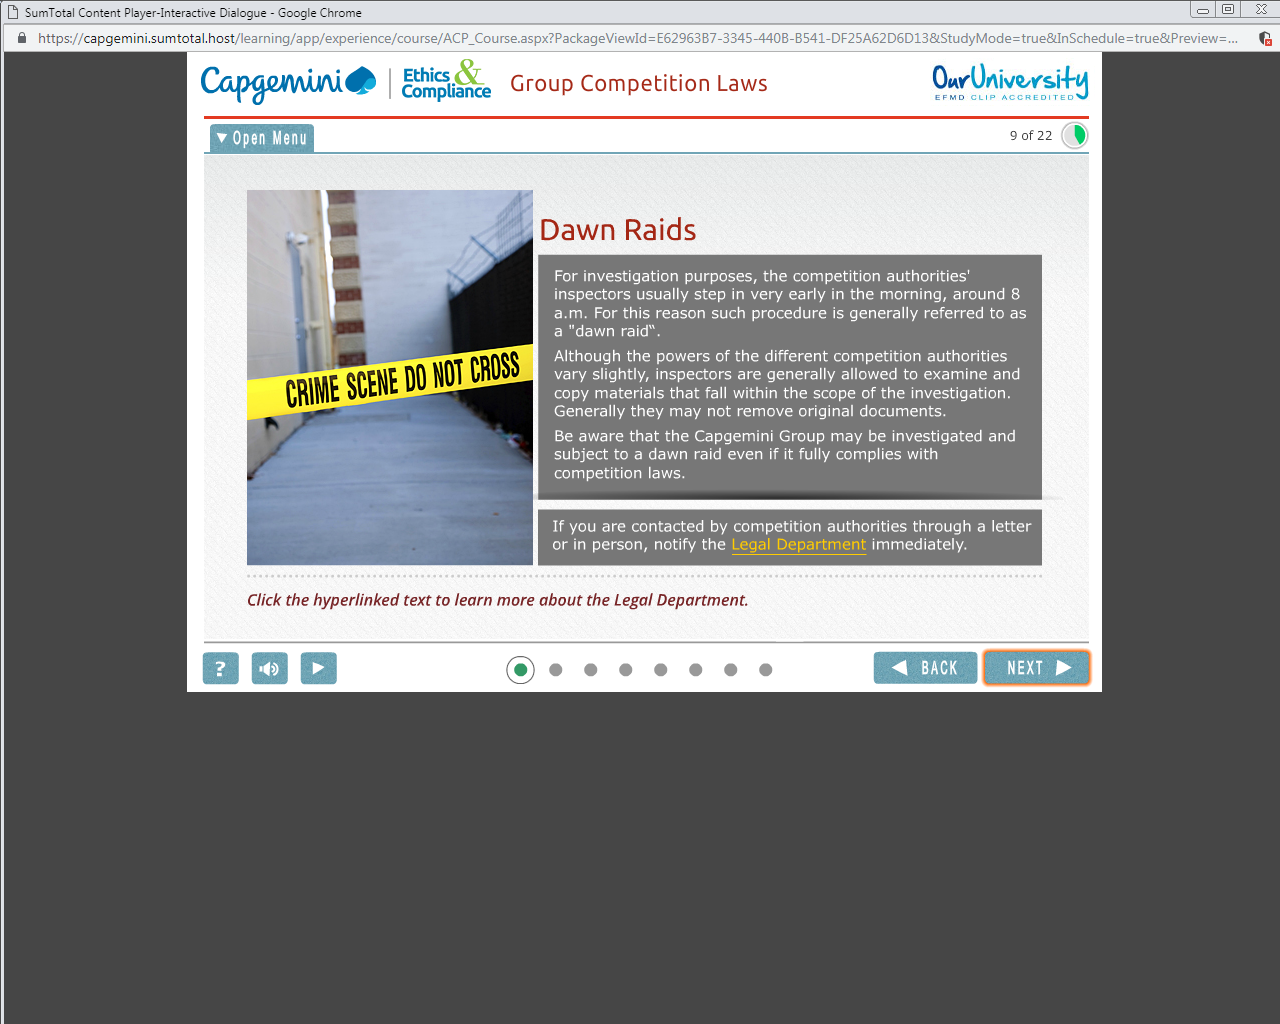 SumTotal Content Player-Interactive Dialogue - Google Chrome
https://capgemini.sumtotal.host/learning/app/experience/course/ACP_Course.aspx?PackageViewId=E62963B7-3345-440B-B541-DF25A62D6D13&StudyMode=true&InSchedule=true&Preview=...
Capgemini
Ethics &
Compliance
Group Competition Laws
OurUniversity
EFMD CLIP ACCREDITED
Open Menu
9 of 22
CRIME SCENE DO NOT CROSS
Dawn Raids
For investigation purposes, the competition authorities'
inspectors usually step in very early in the morning, around 8
a.m. For this reason such procedure is generally referred to as
a "dawn raid“.
Although the powers of the different competition authorities
vary slightly, inspectors are generally allowed to examine and
copy materials that fall within the scope of the investigation.
Generally they may not remove original documents.
Be aware that the Capgemini Group may be investigated and
subject to a dawn raid even if it fully complies with
competition laws.
If you are contacted by competition authorities through a letter
or in person, notify the Legal Department immediately.
Click the hyperlinked text to learn more about the Legal Department.
?
BACK
NEXT